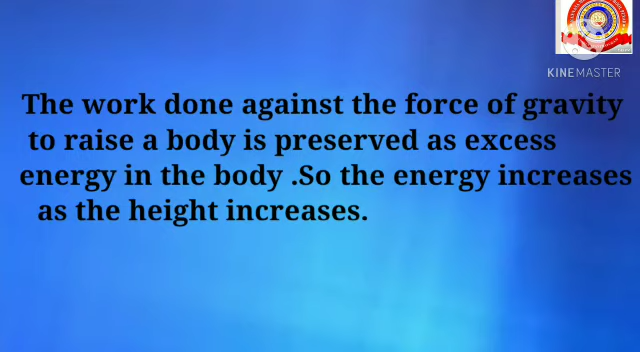 KINEMASTER
The work done against the force of gravity
to raise a body is preserved as excess
energy in the body .So the energy increases
as the height increases.